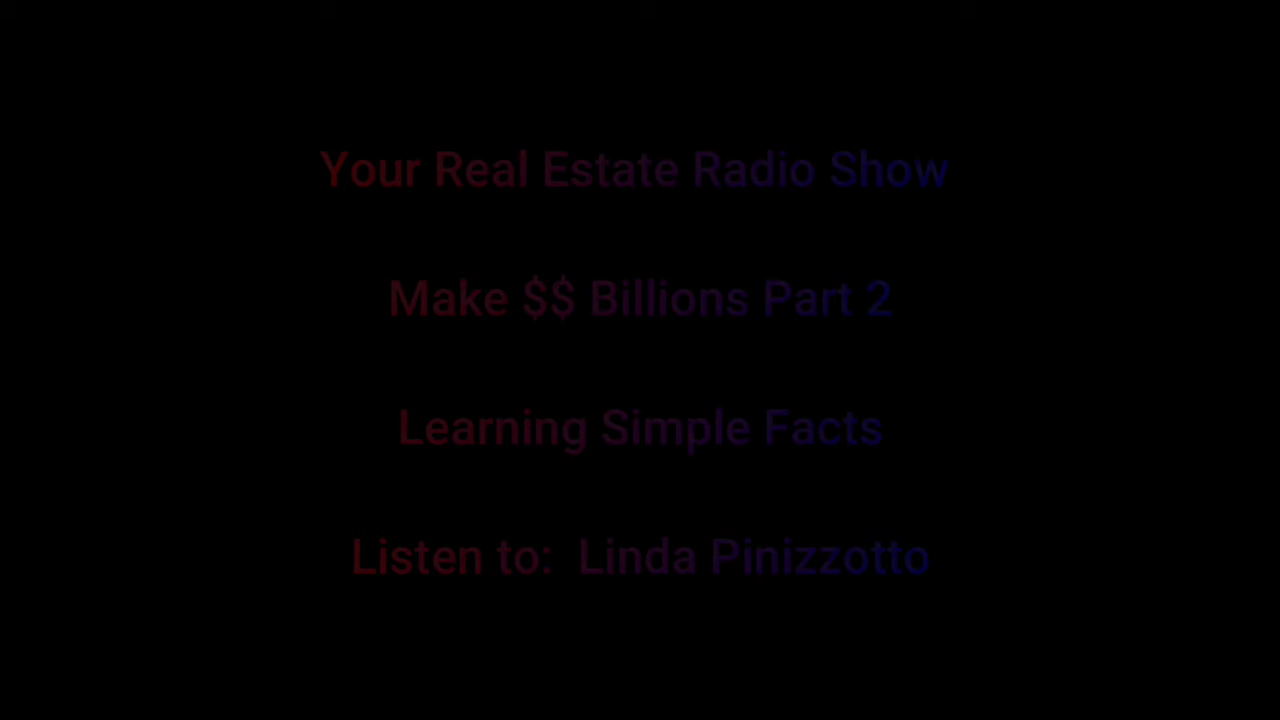 Your Real Estate Radio Show
Make $$ Billions Part 2
Learning Simple Facts
Listen to:  Linda Pinizzotto